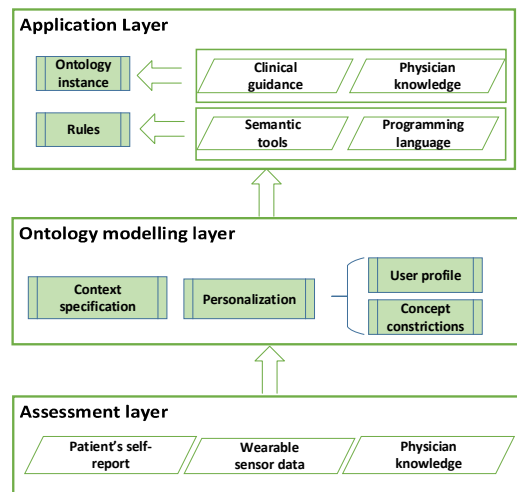 Application Layer
Ontology
instance
Clinical
guidance
Physician
knowledge
Rules
Semantic
tools
Programming
language
Ontology modelling layer
Context
specification
Personalization
User profile
Concept
constrictions
Assessment layer
Patient's self-
report
Wearable
sensor data
Physician
knowledge